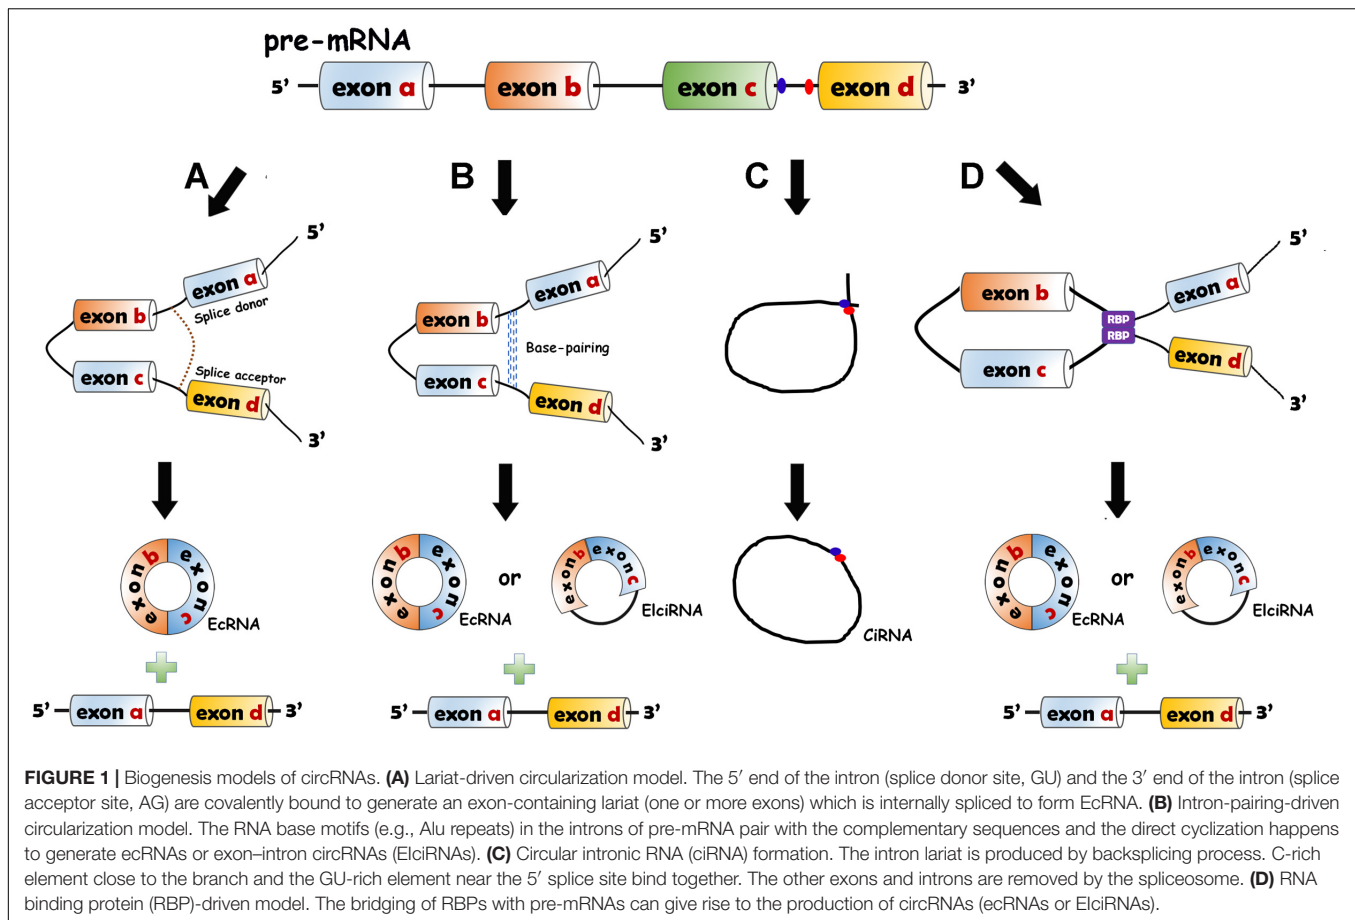 pre-mRNA
5’ exon a exon b exon c exon d 3’
A B C D
5’
exon a
exon b
Splice donor
exon c
Splice acceptor
exon d
3’
5’
exon a
exon b
Base-pairing
exon c
exon d
3’
5’
exon a
exon b
RBP
RBP
exon c
exon d
3’
exon b exon c
EcRNA
exon b exon c
EcRNA
or
exon b exon c
EIciRNA
CiRNA
exon b exon c
EcRNA
or
exon b exon c
EIciRNA
5’ exon a exon d 3’
5’ exon a exon d 3’
5’ exon a exon d 3’
FIGURE 1 | Biogenesis models of circRNAs. (A) Lariat-driven circularization model. The 5′ end of the intron (splice donor site, GU) and the 3′ end of the intron (splice
acceptor site, AG) are covalently bound to generate an exon-containing lariat (one or more exons) which is internally spliced to form EcRNA. (B) Intron-pairing-driven
circularization model. The RNA base motifs (e.g., Alu repeats) in the introns of pre-mRNA pair with the complementary sequences and the direct cyclization happens
to generate ecRNAs or exon–intron circRNAs (EIciRNAs). (C) Circular intronic RNA (ciRNA) formation. The intron lariat is produced by backsplicing process. C-rich
element close to the branch and the GU-rich element near the 5′ splice site bind together. The other exons and introns are removed by the spliceosome. (D) RNA
binding protein (RBP)-driven model. The bridging of RBPs with pre-mRNAs can give rise to the production of circRNAs (ecRNAs or EIciRNAs).